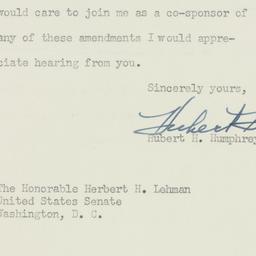 would care to join me as a co-sponsor of
any of these amendments I would appre-
ciate hearing from you.
Sincerely yours,
Hubert
Hubert H. Humphrey
The Honorable Herbert H. Lehman
United States Senate
Washington, D. C.